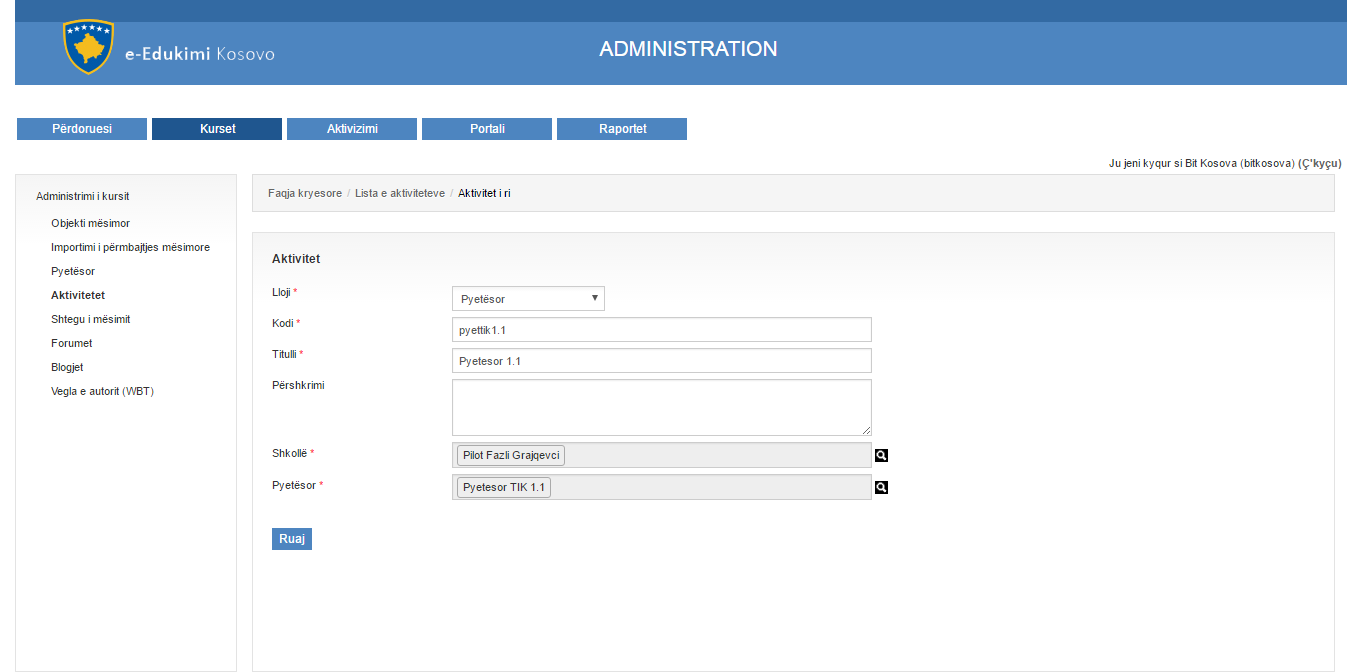 e-Edukimi Kosovo
ADMINISTRATION
Përdoruesi Kurset Aktivizimi Portali Raportet
Ju jeni kyqur si Bit Kosova (bitkosova) (Ç'kyçu)
Administrimi i kursit
Objekti mësimor
Importimi i përmbajtjes mësimore
Pyetësor
Aktivitetet
Shtegu i mësimit
Forumet
Blogjet
Vegla e autorit (WBT)
Faqja kryesore / Lista e aktiviteteve / Aktivitet i ri
Aktivitet
Lloji * Pyetësor
Kodi * pyettik1.1
Titulli * Pyetesor 1.1
Përshkrimi
Shkollë * Pilot Fazli Grajqevci
Pyetësor * Pyetesor TIK 1.1
Ruaj